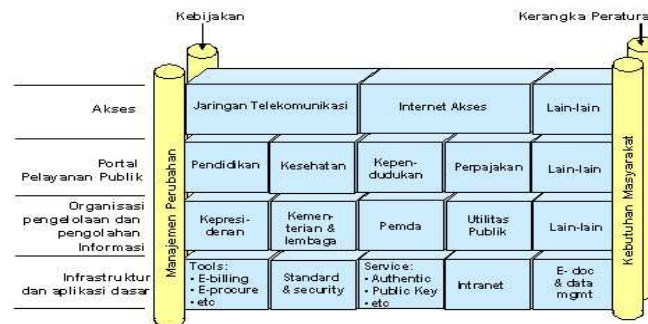 Kebijakan
Kerangka Peratura
Manajemen Perubahan
Kebutuhan Masyarakat
Akses
Jaringan Telekomunikasi
Internet Akses
Lain-lain
Portal
Pelayanan Publik
Pendidikan
Kesehatan
Kepen-
dudukan
Perpajakan
Lain-lain
Organisasi
pengelolaan dan
pengolahan
Informasi
Kepresi-
denan
Kemen-
terian &
lembaga
Pemda
Utilitas
Publik
Lain-lain
Infrastruktur
dan aplikasi dasar
Tools:
• E-billing
• E-procure
• etc
Standard
& security
Service:
• Authentic
• Public Key
• etc
Intranet
E- doc
& data
mgmt